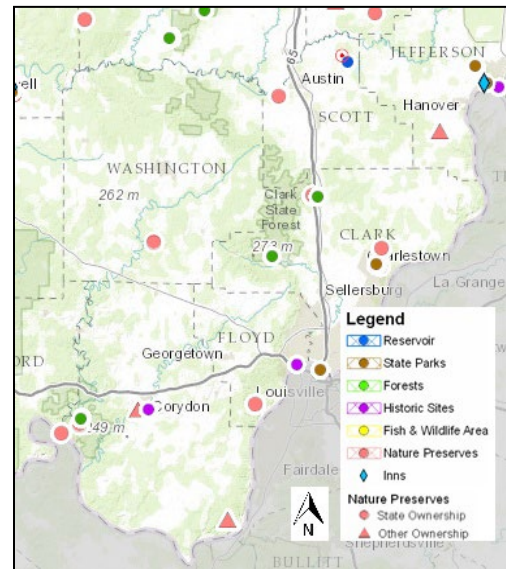 65
JEFFERSON
Austin
ell
SCOTT
Hanover
WASHINGTON
262 m
Clark
State
Forest
273 m
CLARK
Charlestown
La Grange
Sellersburg
FLOYD
Georgetown
ORD
Louisville
Corydon
249 m
Fairdale
Shepherdsville
BULLITT
N
Legend
Reservoir
State Parks
Forests
Historic Sites
Fish & Wildlife Area
Nature Preserves
Inns
Nature Preserves
State Ownership
Other Ownership